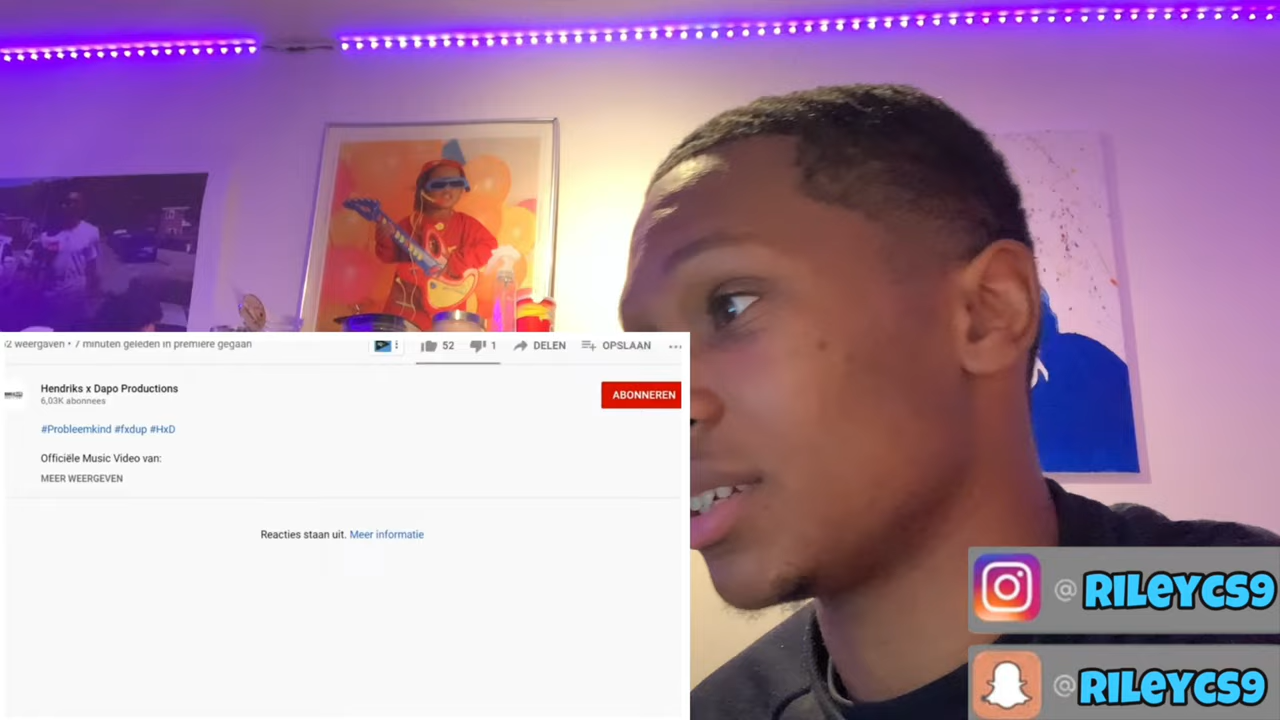 2 weergaven • 7 minuten geleden in première gegaan
52
1
DELEN
OPSLAAN
Hendriks x Dapo Productions
6,03K abonnees
ABONNEREN
#Probleemkind #fxdup #HxD
Officiële Music Video van:
MEER WEERGEVEN
Reacties staan uit. Meer informatie
@ RILEYCS9
@RILEYCS9